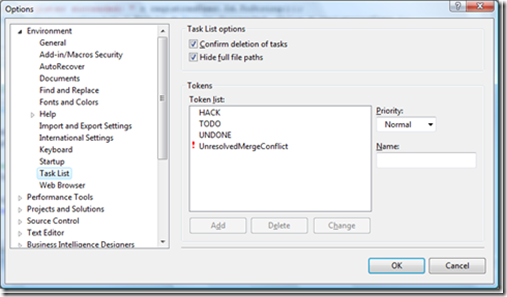 Options
Environment
General
Add-in/Macros Security
AutoRecover
Documents
Find and Replace
Fonts and Colors
Help
Import and Export Settings
International Settings
Keyboard
Startup
Task List
Web Browser
Performance Tools
Projects and Solutions
Source Control
Text Editor
Business Intelligence Designers
Task List options
Confirm deletion of tasks
Hide full file paths
Tokens
Token list:
HACK
TODO
UNDONE
! UnresolvedMergeConflict
Priority:
Normal
Name:
Add
Delete
Change
OK
Cancel